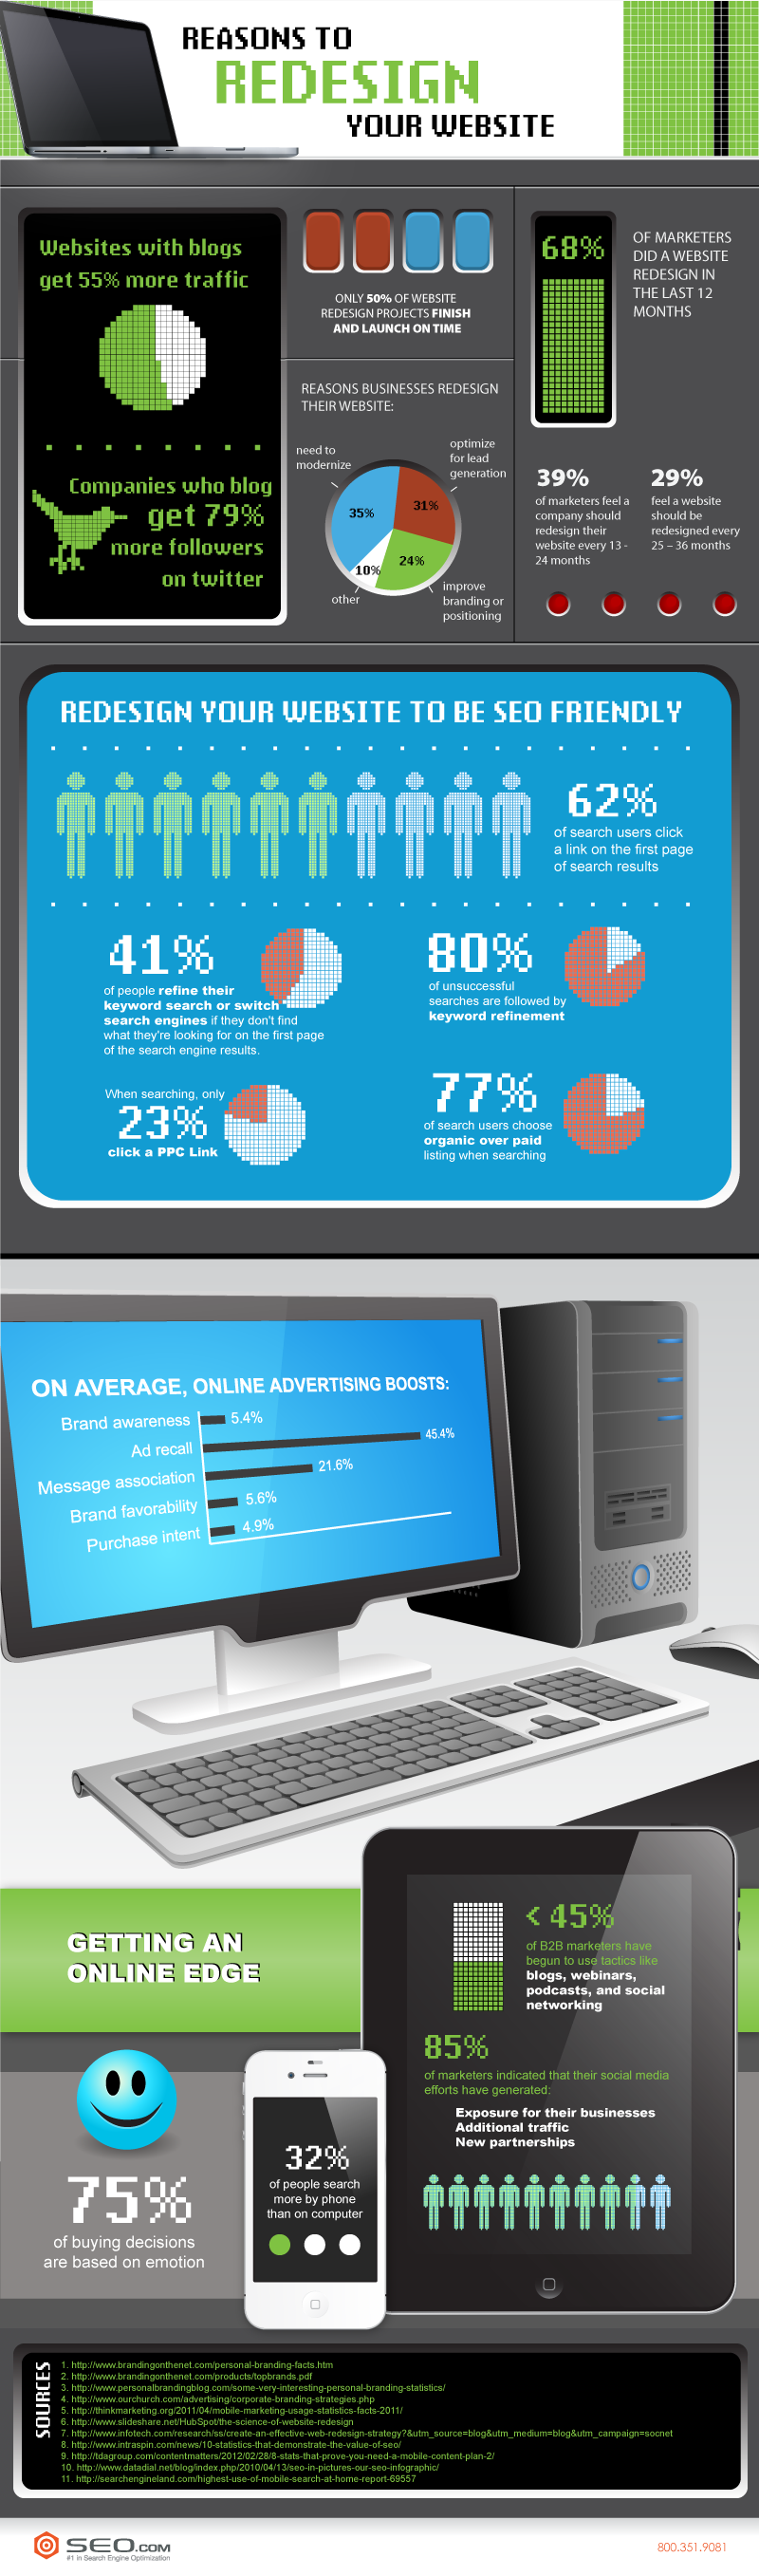 REASONS TO
REDESIGN
YOUR WEBSITE
Websites with blogs
get 55% more traffic
Companies who blog
get 79%
more followers
on twitter
ONLY 50% OF WEBSITE
REDESIGN PROJECTS FINISH
AND LAUNCH ON TIME
REASONS BUSINESSES REDESIGN
THEIR WEBSITE:
need to
modernize
optimize
for lead
generation
35%
31%
24%
10%
other
improve
branding or
positioning
68%
OF MARKETERS
DID A WEBSITE
REDESIGN IN
THE LAST 12
MONTHS
39%
of marketers feel a
company should
redesign their
website every 13 -
24 months
29%
feel a website
should be
redesigned every
25 – 36 months
REDESIGN YOUR WEBSITE TO BE SEO FRIENDLY
62%
of search users click
a link on the first page
of search results
41%
of people refine their
keyword search or switch
search engines if they don't find
what they're looking for on the first page
of the search engine results.
80%
of unsuccessful
searches are followed by
keyword refinement
When searching, only
23%
click a PPC Link
77%
of search users choose
organic over paid
listing when searching
ON AVERAGE, ONLINE ADVERTISING BOOSTS:
Brand awareness 5.4%
Ad recall 45.4%
Message association 21.6%
Brand favorability 5.6%
Purchase intent 4.9%
GETTING AN
ONLINE EDGE
< 45%
of B2B marketers have
begun to use tactics like
blogs, webinars,
podcasts, and social
networking
85%
of marketers indicated that their social media
efforts have generated:
Exposure for their businesses
Additional traffic
New partnerships
75%
of buying decisions
are based on emotion
32%
of people search
more by phone
than on computer
SOURCES
1. http://www.brandingonthenet.com/personal-branding-facts.htm
2. http://www.brandingonthenet.com/products/topbrands.pdf
3. http://www.personalbrandingblog.com/some-very-interesting-personal-branding-statistics/
4. http://www.ourchurch.com/advertising/corporate-branding-strategies.php
5. http://thinkmarketing.org/2011/04/mobile-marketing-usage-statistics-facts-2011/
6. http://www.slideshare.net/HubSpot/the-science-of-website-redesign
7. http://www.infotech.com/research/ss/create-an-effective-web-redesign-strategy?&utm_source=blog&utm_medium=blog&utm_campaign=socnet
8. http://www.intraspin.com/news/10-statistics-that-demonstrate-the-value-of-seo/
9. http://tdagroup.com/contentmatters/2012/02/28/8-stats-that-prove-you-need-a-mobile-content-plan-2/
10. http://www.datadial.net/blog/index.php/2010/04/13/seo-in-pictures-our-seo-infographic/
11. http://searchengineland.com/highest-use-of-mobile-search-at-home-report-69557
SEO.COM
#1 in Search Engine Optimization
800.351.9081